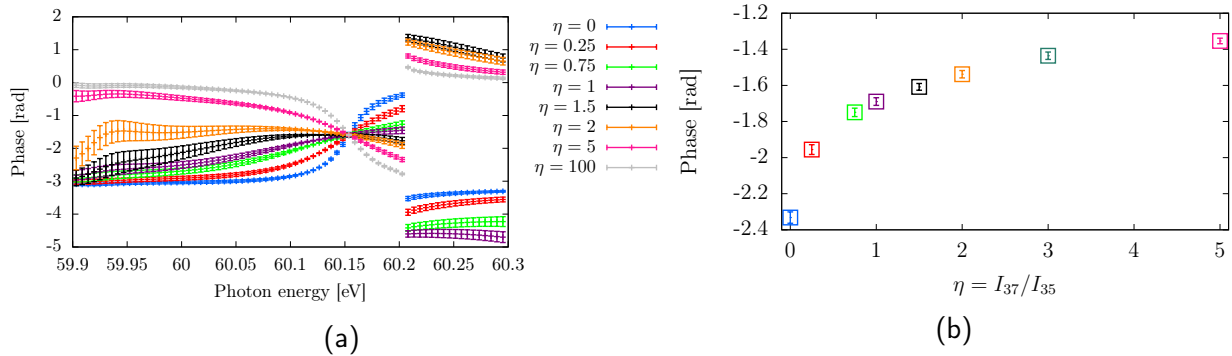 2
1
0
-1
-2
-3
-4
-5
Phase [rad]
59.9 59.95 60 60.05 60.1 60.15 60.2 60.25 60.3
Photon energy [eV]
η = 0
η = 0.25
η = 0.75
η = 1
η = 1.5
η = 2
η = 5
η = 100
(a)
-1.2
-1.4
-1.6
-1.8
-2
-2.2
-2.4
Phase [rad]
0 1 2 3 4 5
η = I₃₇/I₃₅
(b)